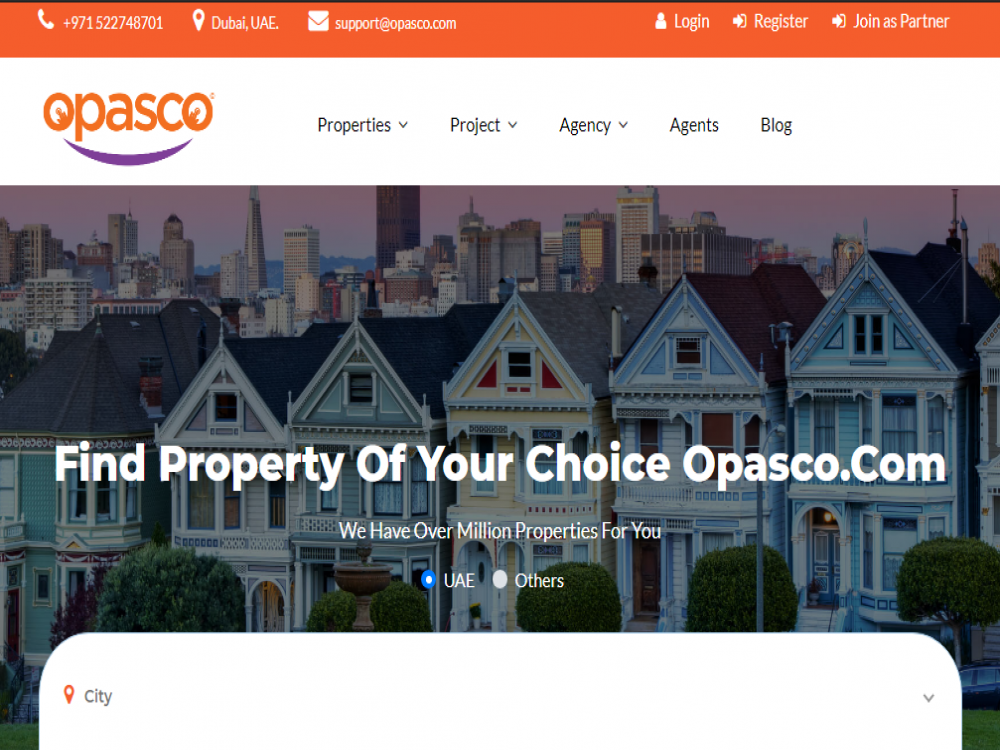 +971 522748701 Dubai, UAE. support@opasco.com Login Register Join as Partner
opasco©
Properties Project Agency Agents Blog
Find Property Of Your Choice Opasco.Com
We Have Over Million Properties For You
UAE Others
City